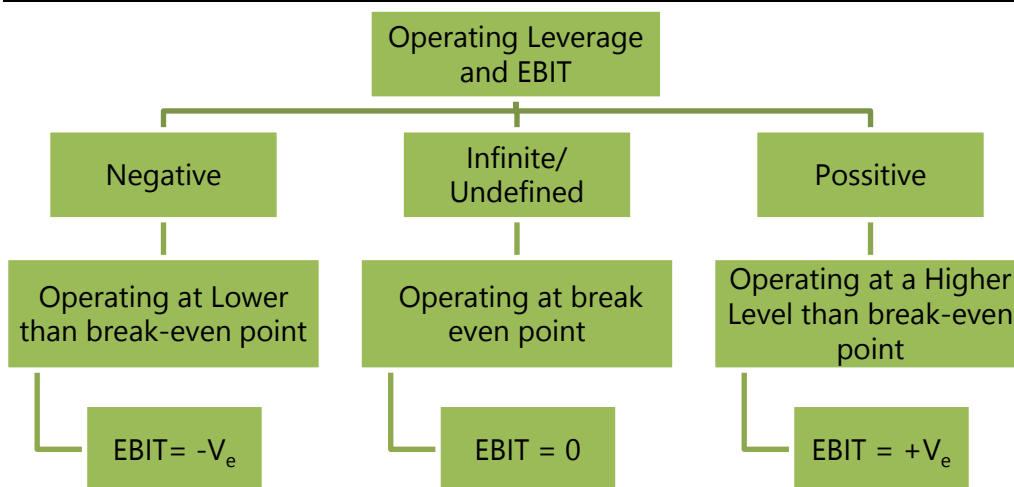 Operating Leverage
and EBIT
Negative
Infinite/
Undefined
Possitive
Operating at Lower
than break-even point
Operating at break
even point
Operating at a Higher
Level than break-even
point
EBIT= -Ve
EBIT = 0
EBIT = +Ve